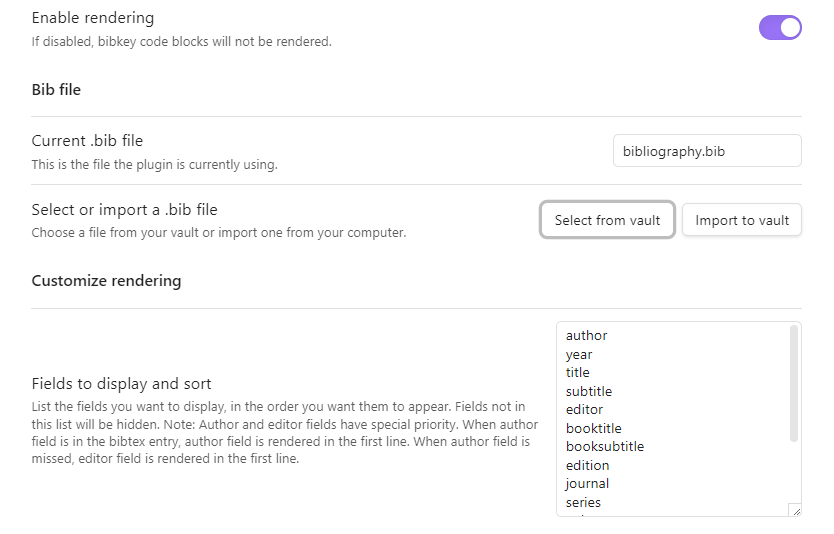 Enable rendering
If disabled, bibkey code blocks will not be rendered.
Bib file
Current .bib file
This is the file the plugin is currently using.
bibliography.bib
Select or import a .bib file
Choose a file from your vault or import one from your computer.
Select from vault
Import to vault
Customize rendering
Fields to display and sort
List the fields you want to display, in the order you want them to appear. Fields not in
this list will be hidden. Note: Author and editor fields have special priority. When author
field is in the bibtex entry, author field is rendered in the first line. When author field is
missed, editor field is rendered in the first line.
author
year
title
subtitle
editor
booktitle
booksubtitle
edition
journal
series